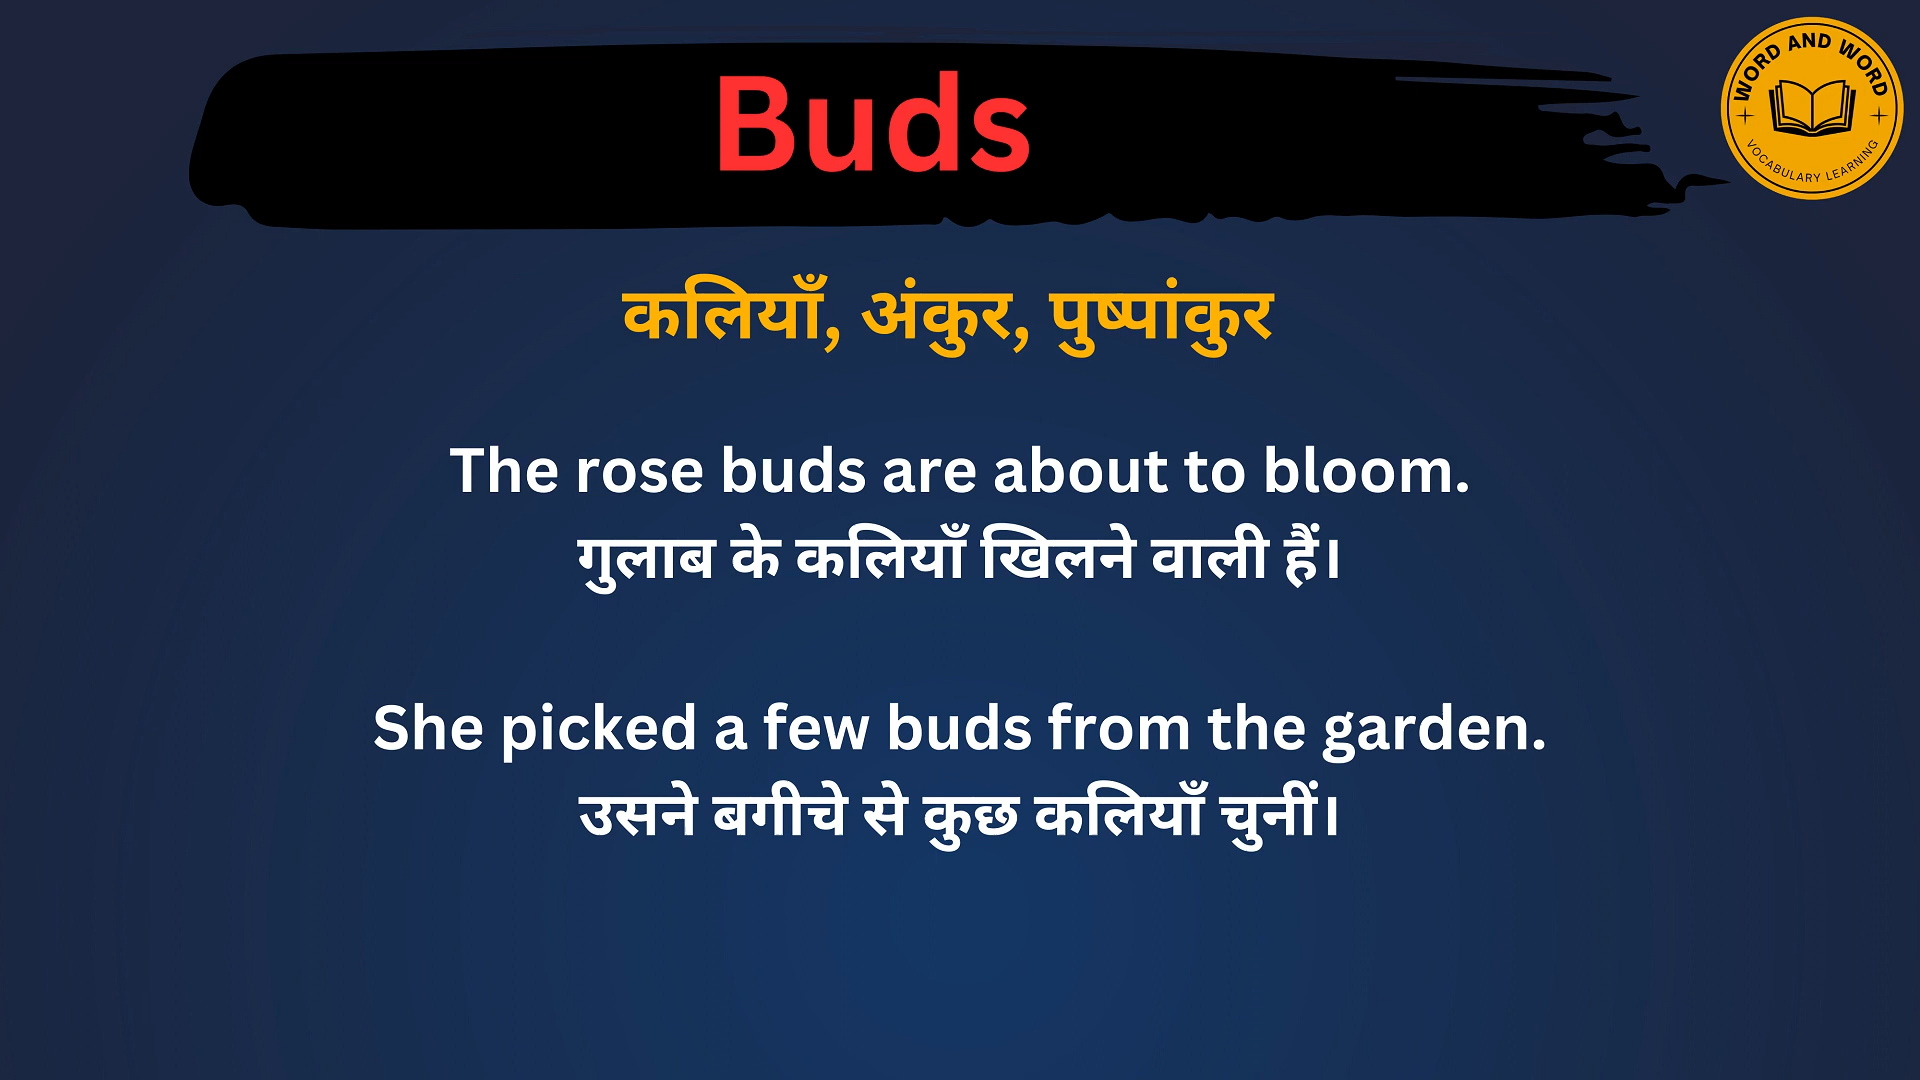 Buds
WORD AND WORD
VOCABULARY LEARNING
कलियाँ, अंकुर, पुष्पांकुर
The rose buds are about to bloom.
गुलाब के कलियाँ खिलने वाली हैं।
She picked a few buds from the garden.
उसने बगीचे से कुछ कलियाँ चुनीं।